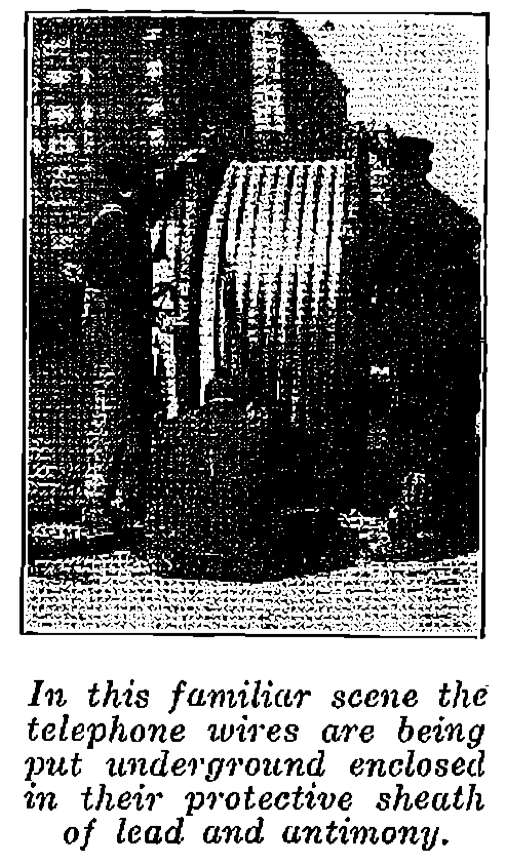 In this familiar scene the
telephone wires are being
put underground enclosed
in their protective sheath
of lead and antimony.